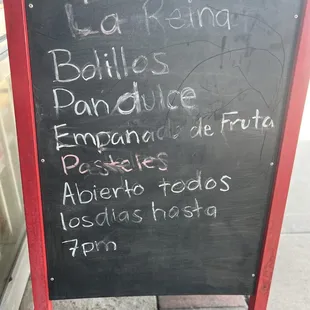 La Reina
Bolillos
Pan dulce
Empanada de Fruta
Pasteles
Abierto todos
los dias hasta
7pm